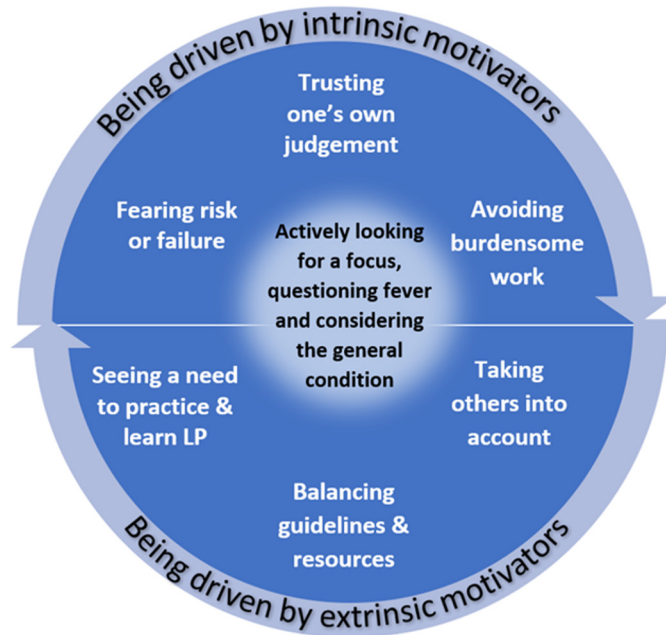 Being driven by intrinsic motivators
Trusting
one's own
judgement
Fearing risk
or failure
Avoiding
burdensome
work
Actively looking
for a focus,
questioning fever
and considering
the general
condition
Seeing a need
to practice &
learn LP
Taking
others into
account
Balancing
guidelines &
resources
Being driven by extrinsic motivators